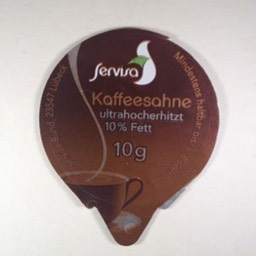 Servisa
Kaffeesahne
ultrahocherhitzt
10% Fett
10g
23547 Lübeck
Mindestens haltbar bis